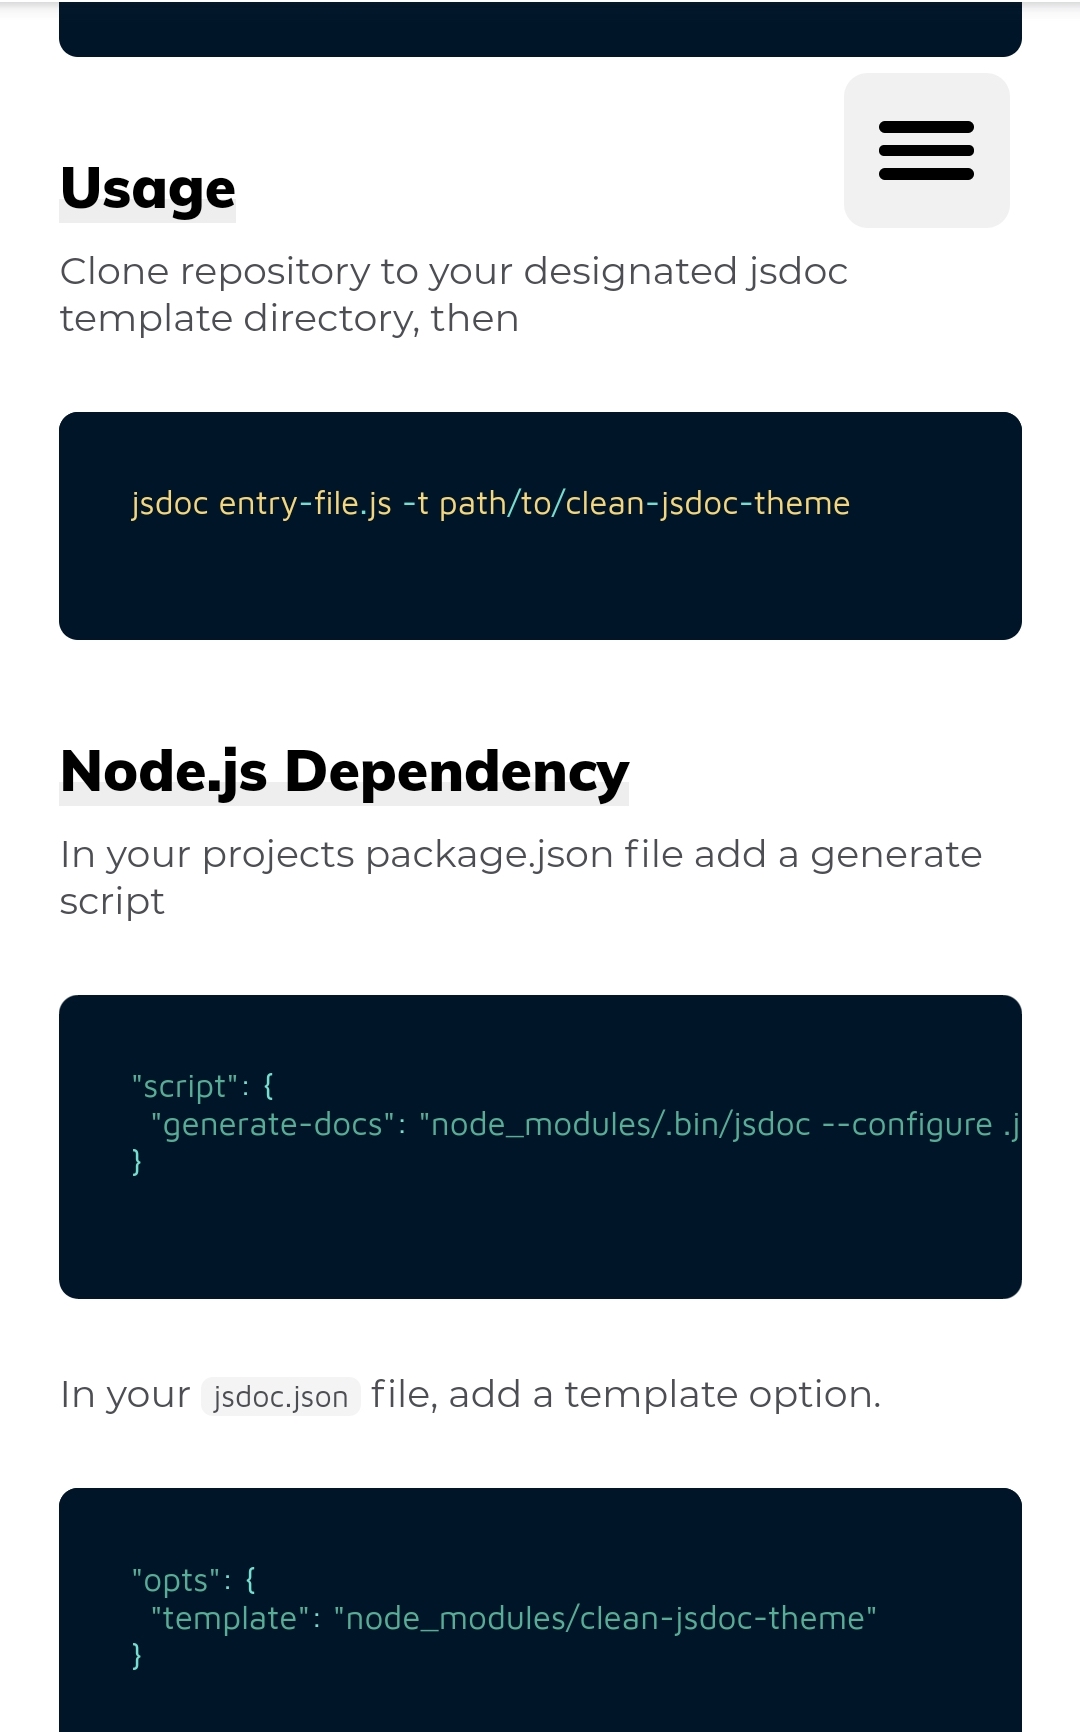 Usage
Clone repository to your designated jsdoc
template directory, then
jsdoc entry-file.js -t path/to/clean-jsdoc-theme
Node.js Dependency
In your projects package.json file add a generate
script
"script": {
  "generate-docs": "node_modules/.bin/jsdoc --configure .j
}
In your jsdoc.json file, add a template option.
"opts": {
  "template": "node_modules/clean-jsdoc-theme"
}